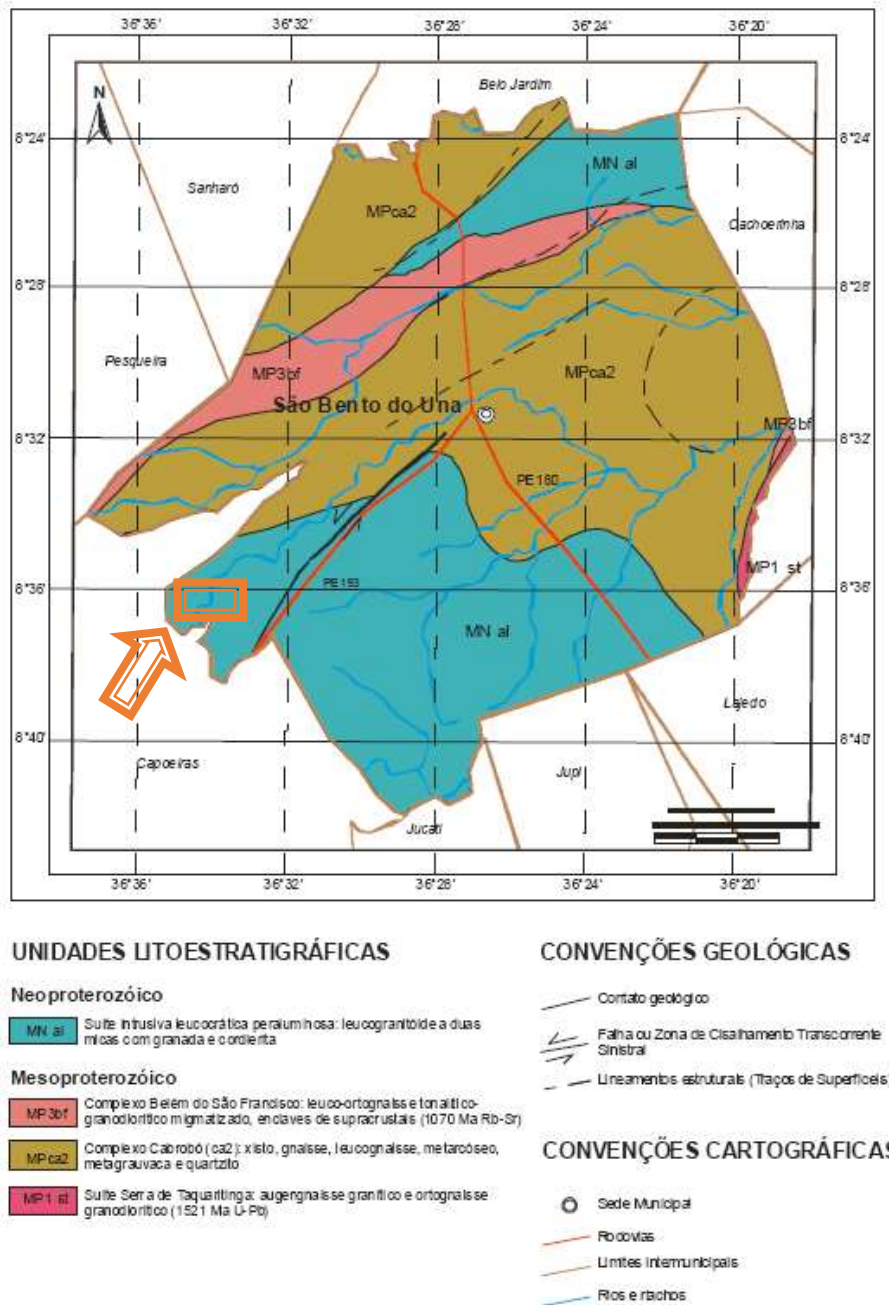 36°36' 36°32' 36°28' 36°24' 36°20'
Belo Jardim
N
8°24' 8°24'
MN al
Sanharó
MPca2
Cachoeirinha
8°28' 8°28'
Pesqueira
MP3bf
MPca2
São Bento do Una
MP3bf
8°32' 8°32'
PE180
MP1 st
8°36' 8°36'
PE193
MN al
Lajedo
8°40' 8°40'
Capoeiras
Jupi
Jucati
36°36' 36°32' 36°28' 36°24' 36°20'
UNIDADES LITOESTRATIGRÁFICAS
Neoproterozóico
MN al Suíte intrusiva leucocrática peraluminosa: leucogranitóide a duas
micas com granada e cordierita
Mesoproterozóico
MP3bf Complexo Belém do São Francisco: leuco-ortognaisse tonalítico-
granodiorítico migmatizado, enclaves de supracrustais (1070 Ma Rb-Sr)
MPca2 Complexo Cabrobó (ca2): xisto, gnaisse, leucognaisse, metarcóseo,
metagrauvaca e quartzito
MP1 st Suíte Serra de Taquaritinga: augengnaisse granítico e ortognaisse
granodiorítico (1521 Ma U-Pb)
CONVENÇÕES GEOLÓGICAS
Contato geológico
Falha ou Zona de Cisalhamento Transcorrente
Sinistral
Lineamentos estruturais (Traços de Superfícies)
CONVENÇÕES CARTOGRÁFICAS
Sede Municipal
Rodovias
Limites Intermunicipais
Rios e riachos